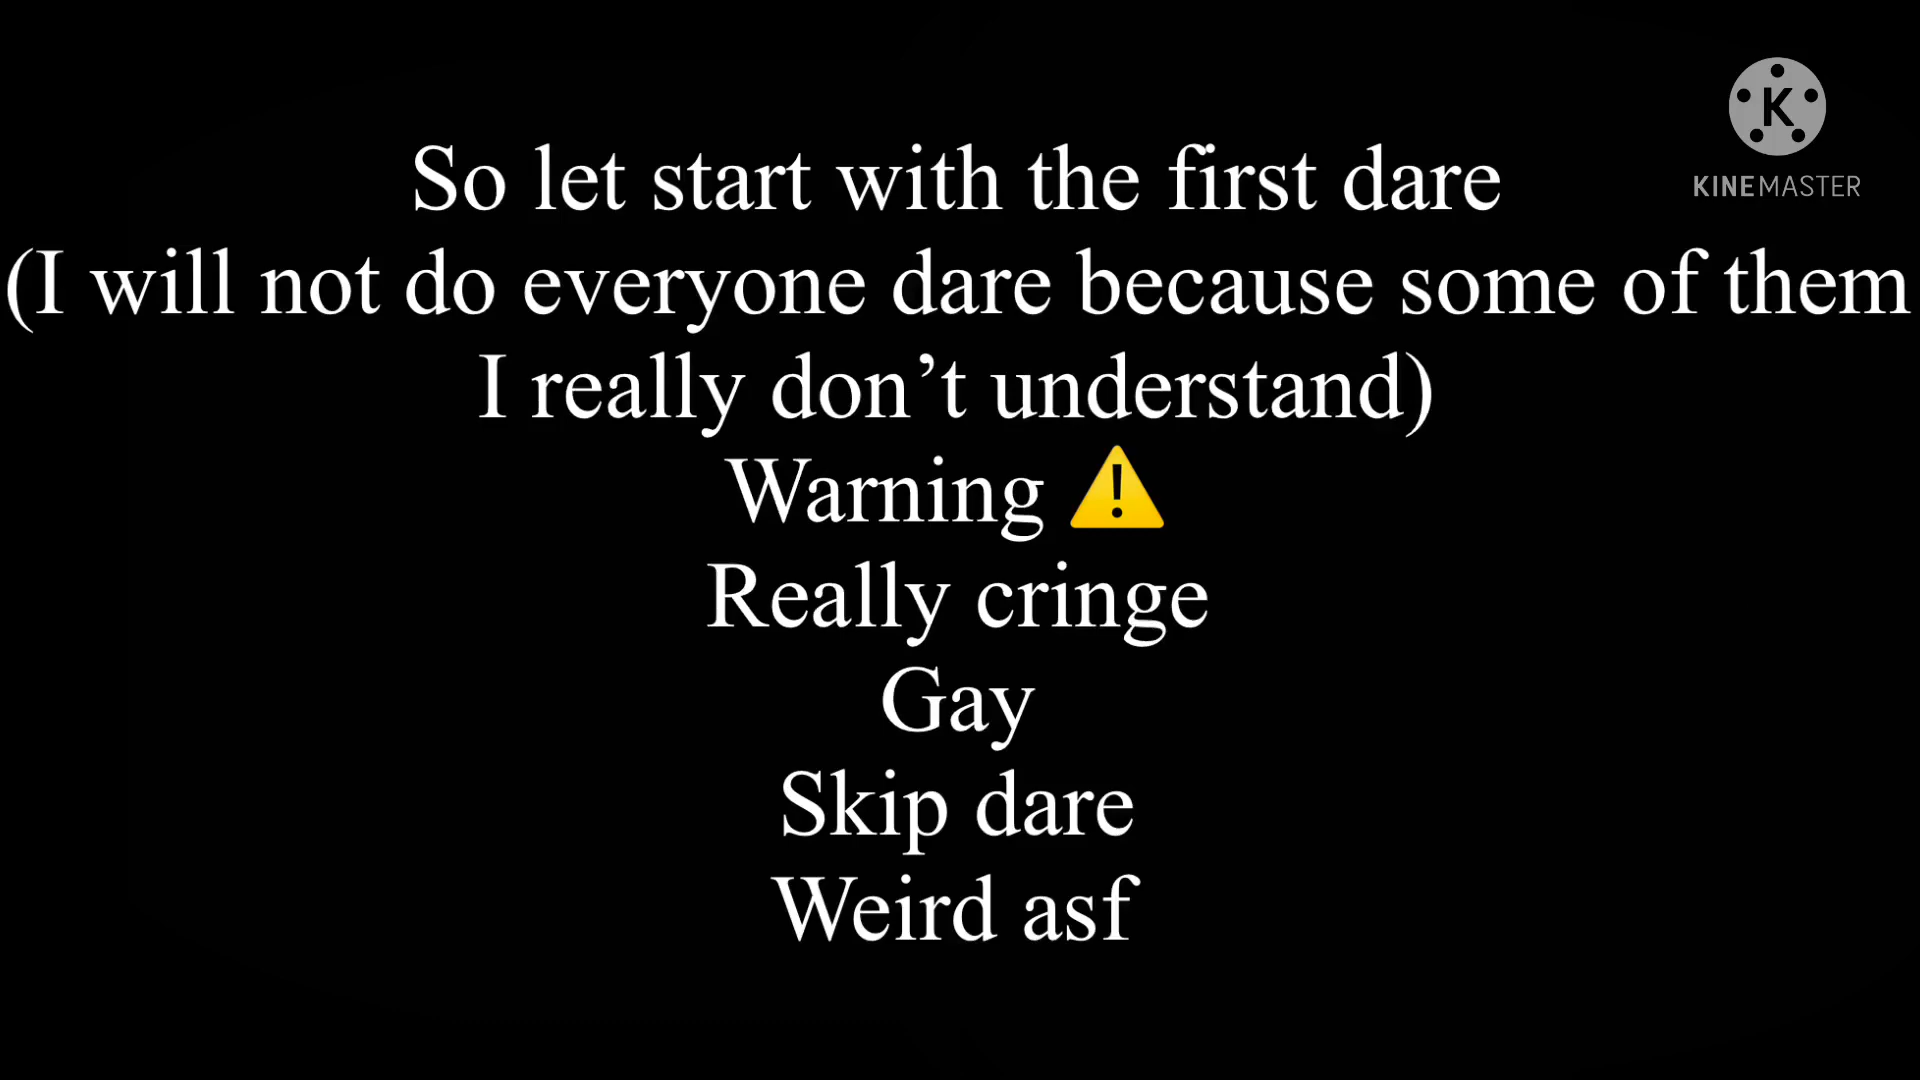 K
KINEMASTER
So let start with the first dare
(I will not do everyone dare because some of them
I really don’t understand)
Warning ⚠️
Really cringe
Gay
Skip dare
Weird asf